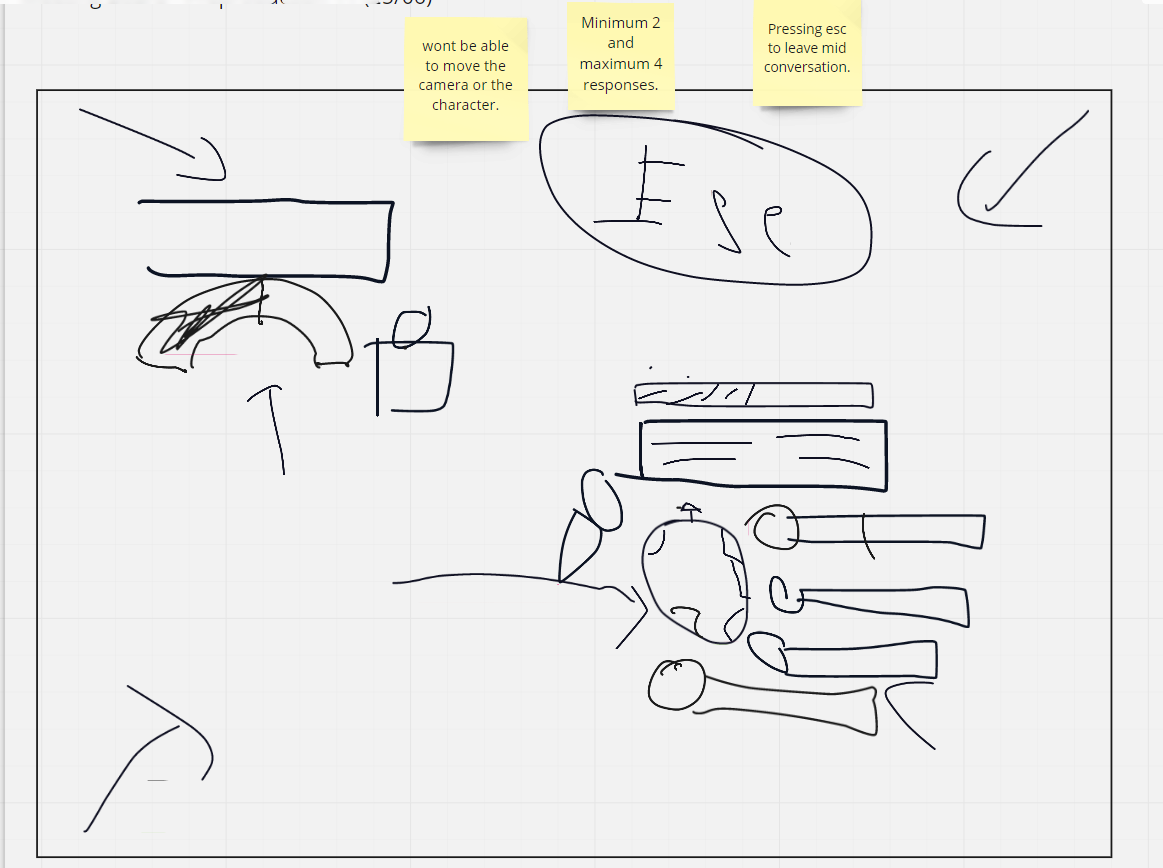 wont be able
to move the
camera or the
character.
Minimum 2
and
maximum 4
responses.
Pressing esc
to leave mid
conversation.
Esc